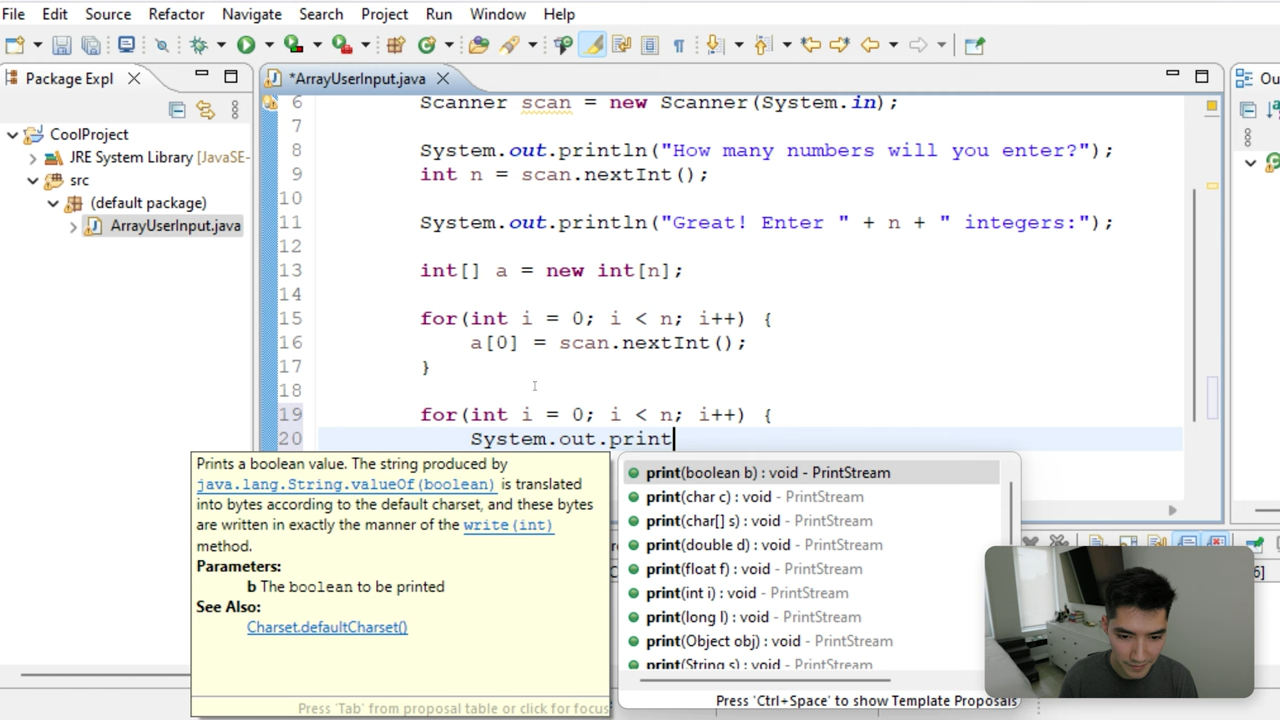 File Edit Source Refactor Navigate Search Project Run Window Help
Package Expl
*ArrayUserInput.java
Ou
CoolProject
JRE System Library [JavaSE-
src
(default package)
ArrayUserInput.java
6 Scanner scan = new Scanner(System.in);
7
8 System.out.println("How many numbers will you enter?");
9 int n = scan.nextInt();
10
11 System.out.println("Great! Enter " + n + " integers:");
12
13 int[] a = new int[n];
14
15 for(int i = 0; i < n; i++) {
16 a[0] = scan.nextInt();
17 }
18
19 for(int i = 0; i < n; i++) {
20 System.out.print
Prints a boolean value. The string produced by
java.lang.String.valueOf(boolean) is translated
into bytes according to the default charset, and these bytes
are written in exactly the manner of the write(int)
method.
Parameters:
b The boolean to be printed
See Also:
Charset.defaultCharset()
Press 'Tab' from proposal table or click for focus
print(boolean b) : void - PrintStream
print(char c) : void - PrintStream
print(char[] s) : void - PrintStream
print(double d) : void - PrintStream
print(float f) : void - PrintStream
print(int i) : void - PrintStream
print(long l) : void - PrintStream
print(Object obj) : void - PrintStream
print(String s) : void - PrintStream
Press 'Ctrl+Space' to show Template Proposals
6]